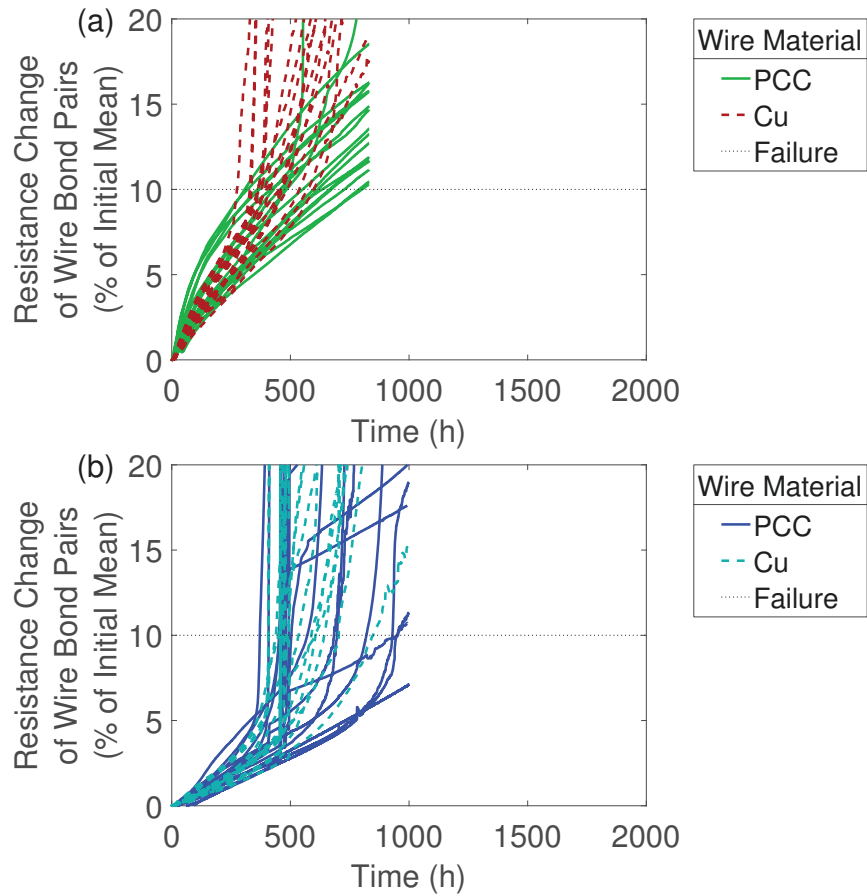 (a)
20
15
10
5
0
Resistance Change
of Wire Bond Pairs
(% of Initial Mean)
0 500 1000 1500 2000
Time (h)
Wire Material
PCC
Cu
Failure
(b)
20
15
10
5
0
Resistance Change
of Wire Bond Pairs
(% of Initial Mean)
0 500 1000 1500 2000
Time (h)
Wire Material
PCC
Cu
Failure